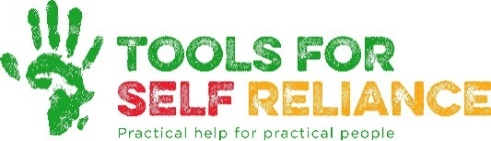 TOOLS FOR
SELF RELIANCE
Practical help for practical people